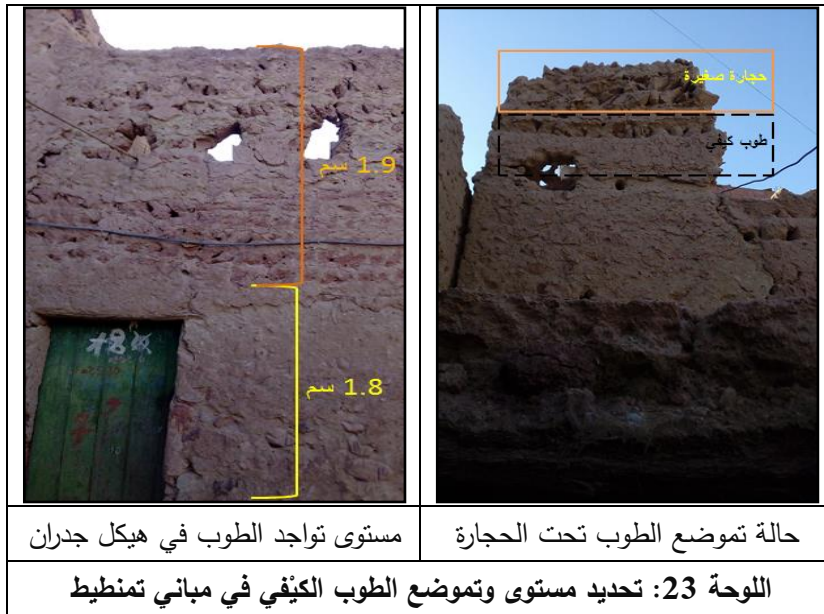 حجارة صغيرة
طوب كيفي
1.9 سم
1.8 سم
حالة تموضع الطوب تحت الحجارة
مستوى تواجد الطوب في هيكل جدران
اللوحة 23: تحديد مستوى وتموضع الطوب الكيْفي في مباني تمنطيط